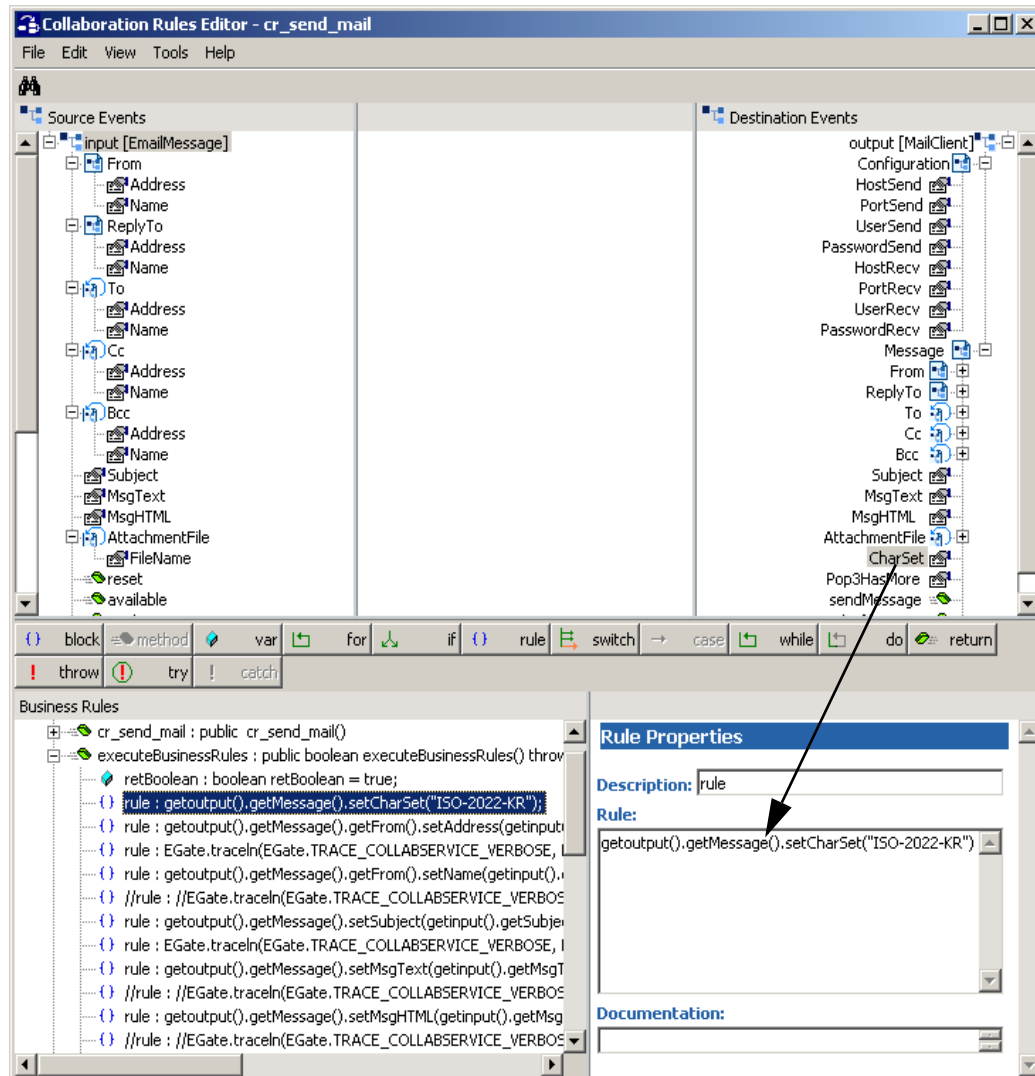 Collaboration Rules Editor - cr_send_mail
File Edit View Tools Help
Source Events
input [EmailMessage]
From
Address
Name
ReplyTo
Address
Name
To
Address
Name
Cc
Address
Name
Bcc
Address
Name
Subject
MsgText
MsgHTML
AttachmentFile
FileName
reset
available
Destination Events
output [MailClient]
Configuration
HostSend
PortSend
UserSend
PasswordSend
HostRecv
PortRecv
UserRecv
PasswordRecv
Message
From
ReplyTo
To
Cc
Bcc
Subject
MsgText
MsgHTML
AttachmentFile
CharSet
Pop3HasMore
sendMessage
{} block method var for if {} rule switch case while do return
! throw try ! catch
Business Rules
cr_send_mail : public cr_send_mail()
executeBusinessRules : public boolean executeBusinessRules() throw
retBoolean : boolean retBoolean = true;
{} rule : getoutput().getMessage().setCharSet("ISO-2022-KR");
{} rule : getoutput().getMessage().getFrom().setAddress(getinput(
{} rule : EGate.traceln(EGate.TRACE_COLLABSERVICE_VERBOSE,
{} rule : getoutput().getMessage().getFrom().setName(getinput().
{} //rule : //EGate.traceln(EGate.TRACE_COLLABSERVICE_VERBOS
{} rule : getoutput().getMessage().setSubject(getinput().getSubje
{} rule : EGate.traceln(EGate.TRACE_COLLABSERVICE_VERBOSE,
{} rule : getoutput().getMessage().setMsgText(getinput().getMsgT
{} //rule : //EGate.traceln(EGate.TRACE_COLLABSERVICE_VERBOS
{} rule : getoutput().getMessage().setMsgHTML(getinput().getMsg
{} //rule : //EGate.traceln(EGate.TRACE_COLLABSERVICE_VERBOS
Rule Properties
Description: rule
Rule:
getoutput().getMessage().setCharSet("ISO-2022-KR")
Documentation: